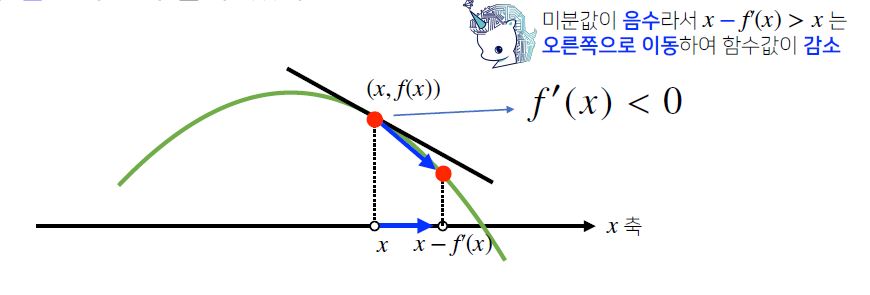 미분값이 음수라서 x − f′(x) > x 는
오른쪽으로 이동하여 함수값이 감소
(x, f(x))
f′(x) < 0
x 축
x
x − f′(x)